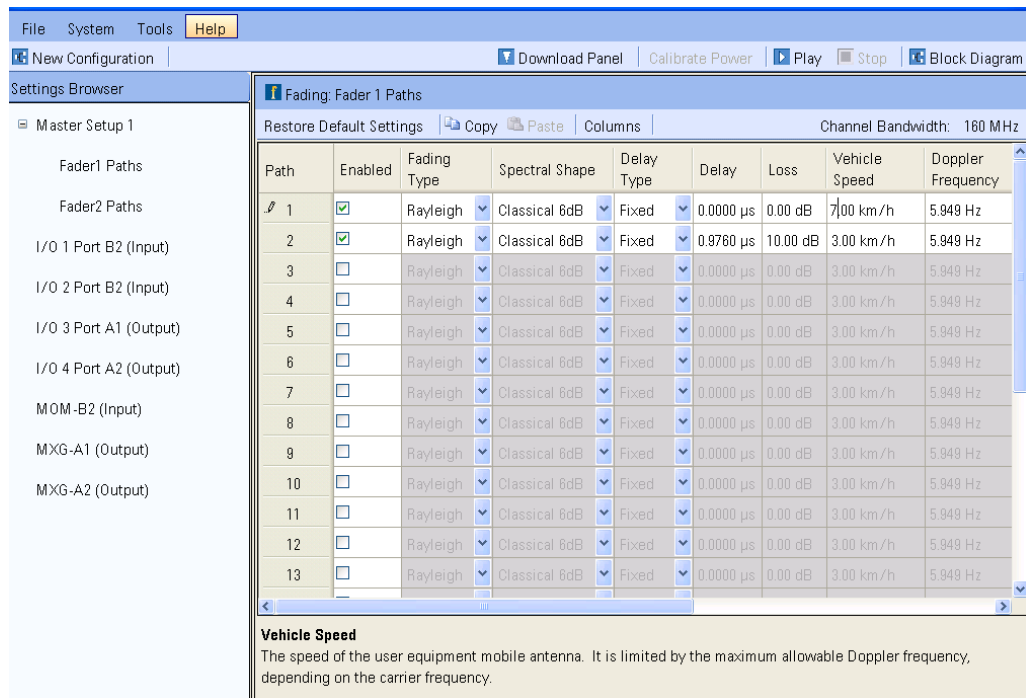 File System Tools Help
New Configuration Download Panel Calibrate Power Play Stop Block Diagram
Settings Browser
Master Setup 1
Fader1 Paths
Fader2 Paths
I/O 1 Port B2 (Input)
I/O 2 Port B2 (Input)
I/O 3 Port A1 (Output)
I/O 4 Port A2 (Output)
MOM-B2 (Input)
MXG-A1 (Output)
MXG-A2 (Output)
f Fading: Fader 1 Paths
Restore Default Settings Copy Paste Columns Channel Bandwidth: 160 MHz
Path Enabled Fading Type Spectral Shape Delay Type Delay Loss Vehicle Speed Doppler Frequency
1 Rayleigh Classical 6dB Fixed 0.0000 µs 0.00 dB 7.00 km/h 5.949 Hz
2 Rayleigh Classical 6dB Fixed 0.9760 µs 10.00 dB 3.00 km/h 5.949 Hz
3 Rayleigh Classical 6dB Fixed 0.0000 µs 0.00 dB 3.00 km/h 5.949 Hz
4 Rayleigh Classical 6dB Fixed 0.0000 µs 0.00 dB 3.00 km/h 5.949 Hz
5 Rayleigh Classical 6dB Fixed 0.0000 µs 0.00 dB 3.00 km/h 5.949 Hz
6 Rayleigh Classical 6dB Fixed 0.0000 µs 0.00 dB 3.00 km/h 5.949 Hz
7 Rayleigh Classical 6dB Fixed 0.0000 µs 0.00 dB 3.00 km/h 5.949 Hz
8 Rayleigh Classical 6dB Fixed 0.0000 µs 0.00 dB 3.00 km/h 5.949 Hz
9 Rayleigh Classical 6dB Fixed 0.0000 µs 0.00 dB 3.00 km/h 5.949 Hz
10 Rayleigh Classical 6dB Fixed 0.0000 µs 0.00 dB 3.00 km/h 5.949 Hz
11 Rayleigh Classical 6dB Fixed 0.0000 µs 0.00 dB 3.00 km/h 5.949 Hz
12 Rayleigh Classical 6dB Fixed 0.0000 µs 0.00 dB 3.00 km/h 5.949 Hz
13 Rayleigh Classical 6dB Fixed 0.0000 µs 0.00 dB 3.00 km/h 5.949 Hz
Vehicle Speed
The speed of the user equipment mobile antenna. It is limited by the maximum allowable Doppler frequency,
depending on the carrier frequency.